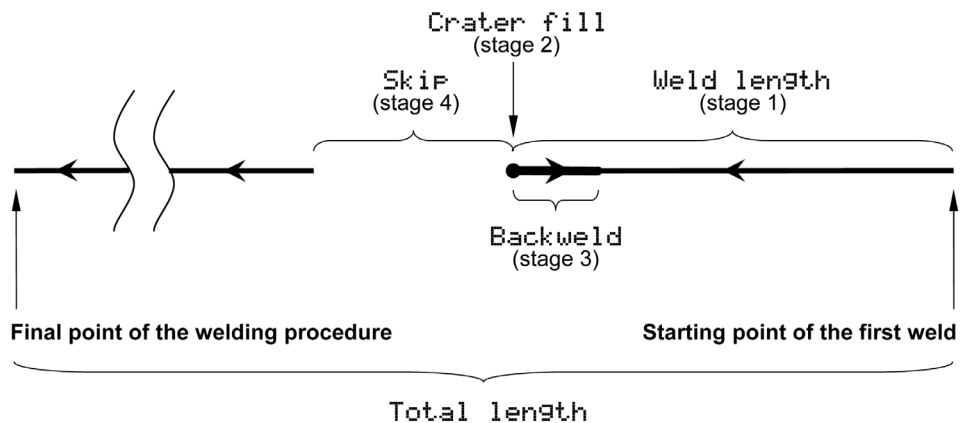 Crater fill
(stage 2)
Skip
(stage 4)
Weld length
(stage 1)
Backweld
(stage 3)
Final point of the welding procedure
Starting point of the first weld
Total length